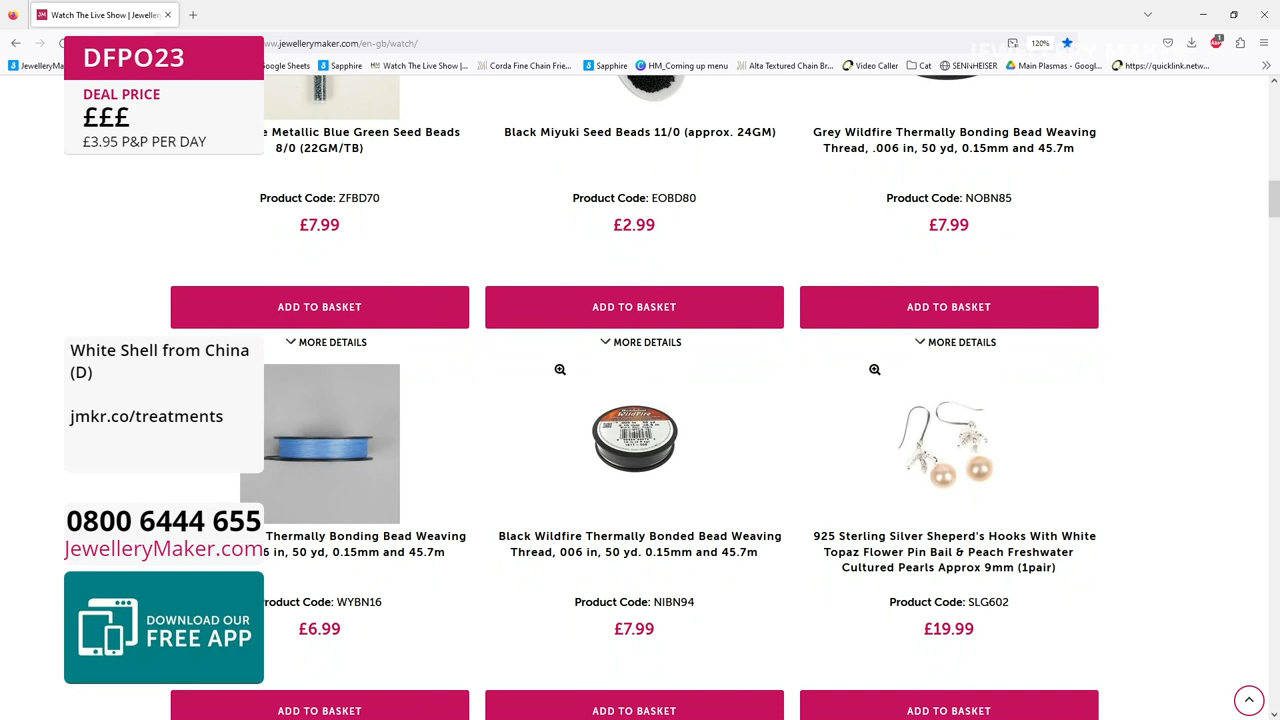 Watch The Live Show | Jeweller
ww.jewellerymaker.com/en-gb/watch/
120%
JewelleryM
Google Sheets
Sapphire
Watch The Live Show |...
Corda Fine Chain Frie...
Sapphire
HM_Coming up menu
Alta Textured Chain Br...
Video Caller
Cat
SENNHEISER
Main Plasmas - Googl...
https://quicklink.netw...
DFPO23
DEAL PRICE
£££
£3.95 P&P PER DAY
Metallic Blue Green Seed Beads
8/0 (22GM/TB)
Product Code: ZFBD70
£7.99
ADD TO BASKET
MORE DETAILS
Black Miyuki Seed Beads 11/0 (approx. 24GM)
Product Code: EOBD80
£2.99
ADD TO BASKET
MORE DETAILS
Grey Wildfire Thermally Bonding Bead Weaving
Thread, .006 in, 50 yd, 0.15mm and 45.7m
Product Code: NOBN85
£7.99
ADD TO BASKET
MORE DETAILS
White Shell from China
(D)
jmkr.co/treatments
0800 6444 655
JewelleryMaker.com
DOWNLOAD OUR
FREE APP
Thermally Bonding Bead Weaving
6 in, 50 yd, 0.15mm and 45.7m
roduct Code: WYBN16
£6.99
ADD TO BASKET
WildFire
Black Wildfire Thermally Bonded Bead Weaving
Thread, 006 in, 50 yd. 0.15mm and 45.7m
Product Code: NIBN94
£7.99
ADD TO BASKET
925 Sterling Silver Sheperd's Hooks With White
Topaz Flower Pin Bail & Peach Freshwater
Cultured Pearls Approx 9mm (1pair)
Product Code: SLG602
£19.99
ADD TO BASKET